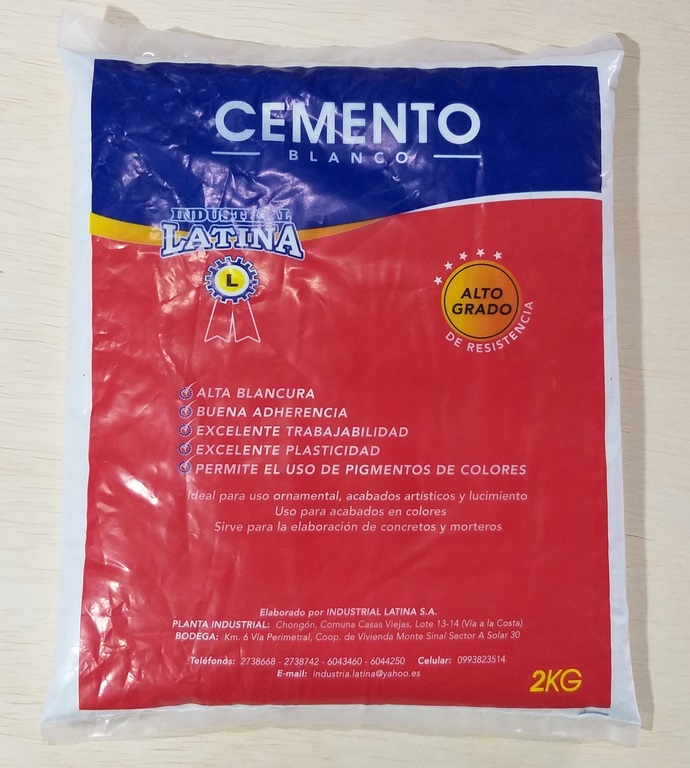 CEMENTO
BLANCO
INDUSTRIAL
LATINA
L
ALTO
GRADO
DE RESISTENCIA
ALTA BLANCURA
BUENA ADHERENCIA
EXCELENTE TRABAJABILIDAD
EXCELENTE PLASTICIDAD
PERMITE EL USO DE PIGMENTOS DE COLORES
Ideal para uso ornamental, acabados artísticos y lucimiento
Uso para acabados en colores
Sirve para la elaboración de concretos y morteros
Elaborado por INDUSTRIAL LATINA S.A.
PLANTA INDUSTRIAL: Chongón, Comuna Casas Viejas, Lote 13-14 (Vía a la Costa)
BODEGA: Km. 6 Vía Perimetral, Coop. de Vivienda Monte Sinaí Sector A Solar 30
Teléfonos: 2738668 - 2738742 - 6043460 - 6044250 Celular: 0993823514
E-mail: industria.latina@yahoo.es
2KG